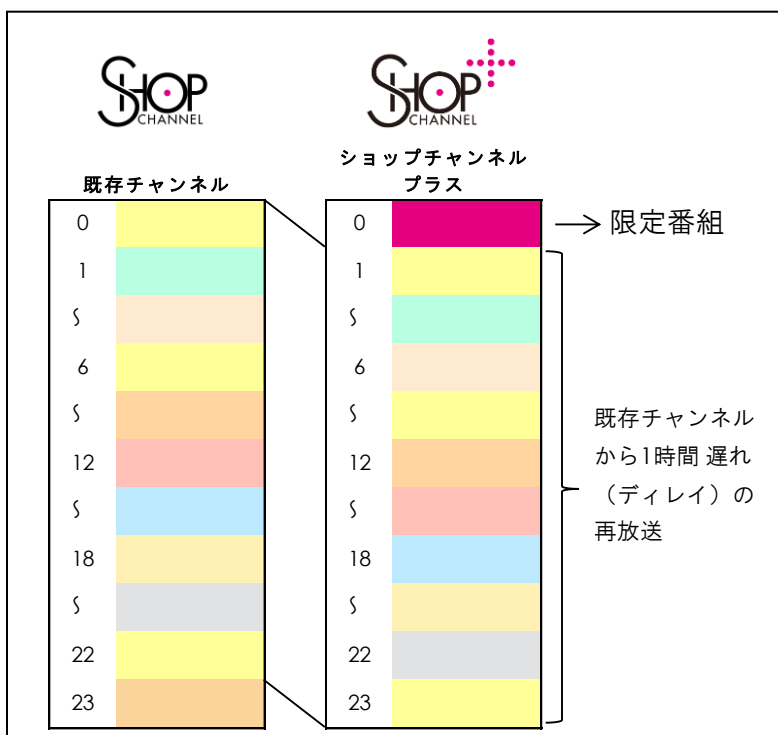 SHOP
CHANNEL
SHOP
CHANNEL
既存チャンネル
ショップチャンネル
プラス
0
1
〜
6
〜
12
〜
18
〜
22
23
0
1
〜
6
〜
12
〜
18
〜
22
23
→ 限定番組
既存チャンネル
から1時間 遅れ
（ディレイ）の
再放送